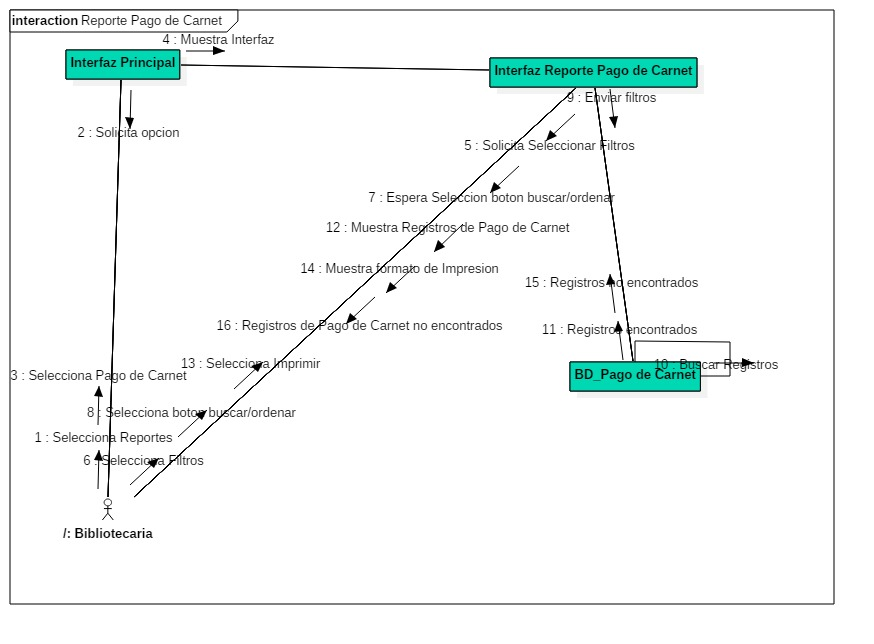 interaction Reporte Pago de Carnet
4 : Muestra Interfaz
Interfaz Principal
Interfaz Reporte Pago de Carnet
9 : Enviar filtros
2 : Solicita opcion
5 : Solicita Seleccionar Filtros
7 : Espera Seleccion boton buscar/ordenar
12 : Muestra Registros de Pago de Carnet
14 : Muestra formato de Impresion
15 : Registros no encontrados
16 : Registros de Pago de Carnet no encontrados
11 : Registros encontrados
13 : Selecciona Imprimir
10 : Buscar Registros
BD_Pago de Carnet
3 : Selecciona Pago de Carnet
8 : Selecciona boton buscar/ordenar
1 : Selecciona Reportes
6 : Selecciona Filtros
/: Bibliotecaria